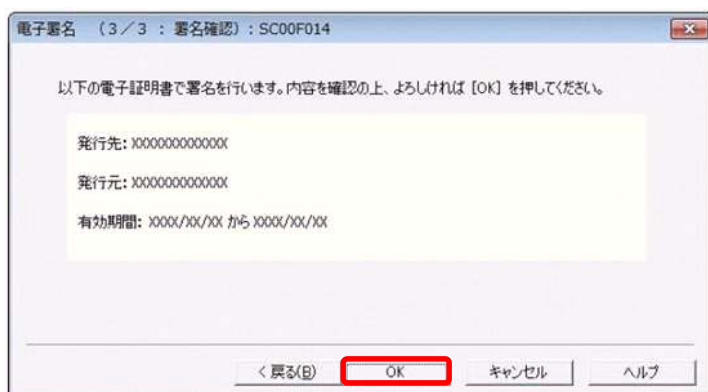 電子署名　（3／3　：　署名確認）：SC00F014
以下の電子証明書で署名を行います。内容を確認の上、よろしければ [OK] を押してください。
発行先: XXXXXXXXXXXXX
発行元: XXXXXXXXXXXXX
有効期間: XXXX/XX/XX から XXXX/XX/XX
< 戻る(B)　OK　キャンセル　ヘルプ